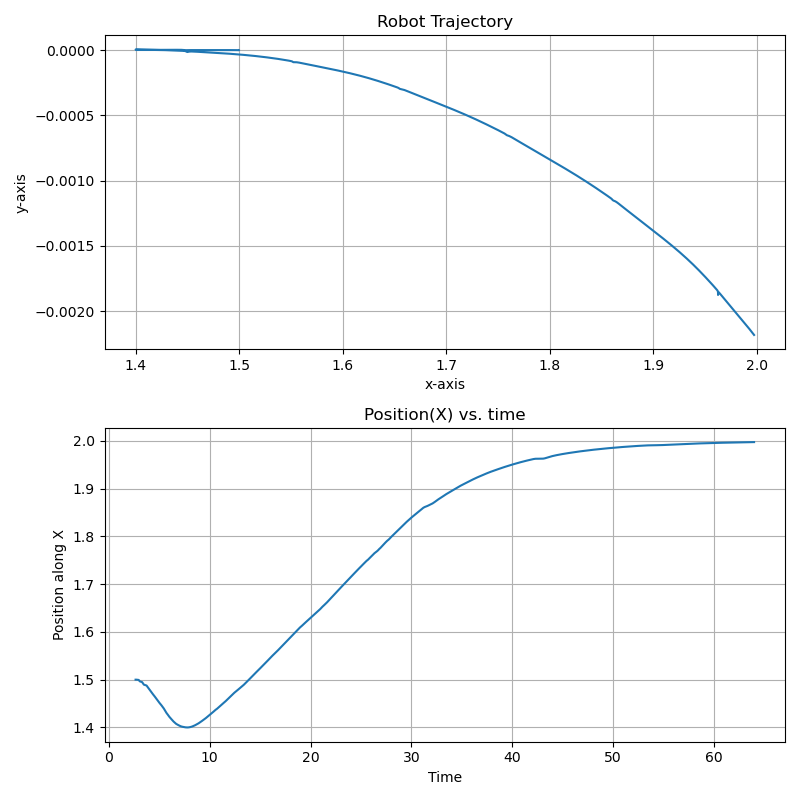 Robot Trajectory
0.0000
−0.0005
−0.0010
−0.0015
−0.0020
y-axis
1.4 1.5 1.6 1.7 1.8 1.9 2.0
x-axis
Position(X) vs. time
2.0
1.9
1.8
1.7
1.6
1.5
1.4
Position along X
0 10 20 30 40 50 60
Time